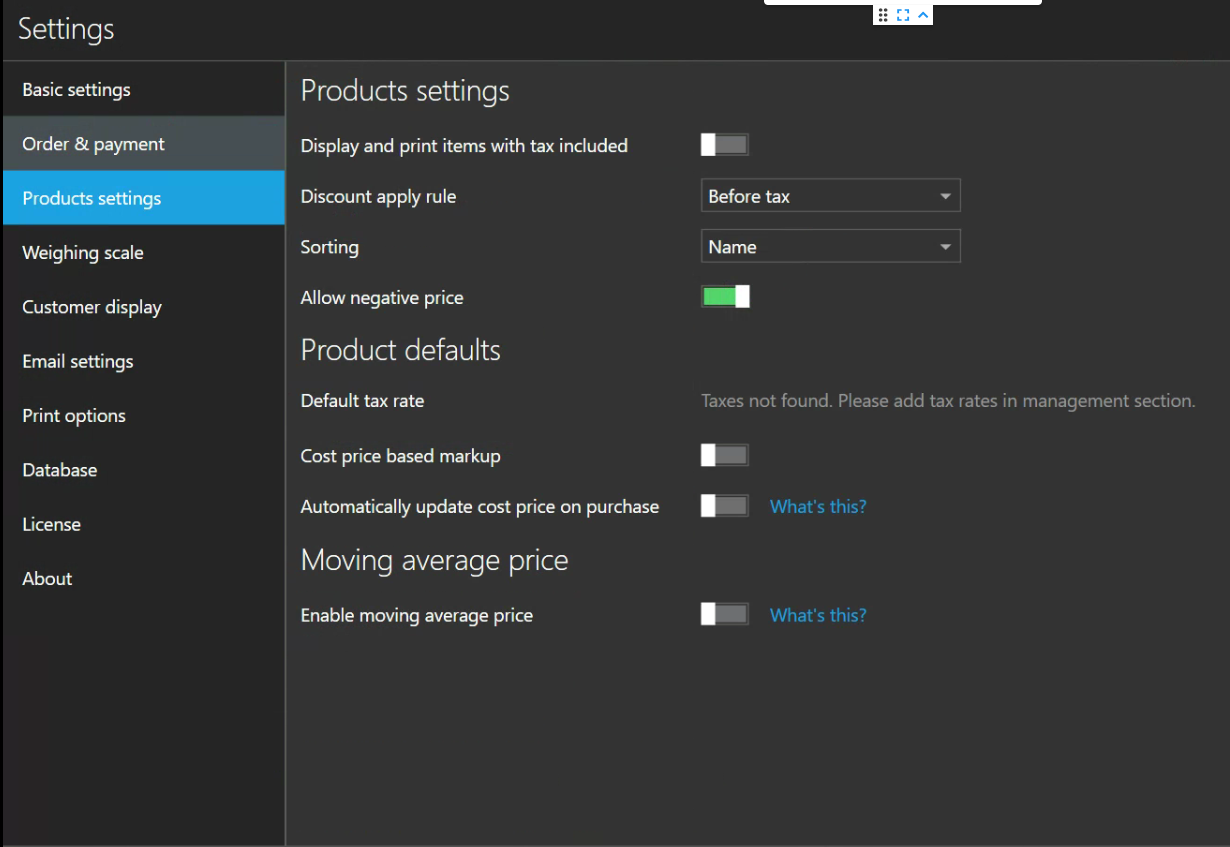 Settings
Basic settings
Order & payment
Products settings
Weighing scale
Customer display
Email settings
Print options
Database
License
About
Products settings
Display and print items with tax included
Discount apply rule Before tax
Sorting Name
Allow negative price
Product defaults
Default tax rate Taxes not found. Please add tax rates in management section.
Cost price based markup
Automatically update cost price on purchase What's this?
Moving average price
Enable moving average price What's this?